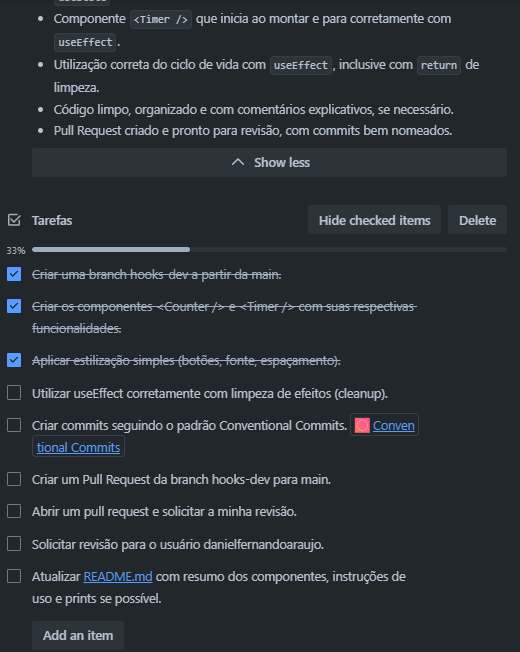 Componente <Timer /> que inicia ao montar e para corretamente com
useEffect.
Utilização correta do ciclo de vida com useEffect, inclusive com return de
limpeza.
Código limpo, organizado e com comentários explicativos, se necessário.
Pull Request criado e pronto para revisão, com commits bem nomeados.
Show less
Tarefas
Hide checked items
Delete
33%
Criar uma branch hooks-dev a partir da main.
Criar os componentes <Counter /> e <Timer /> com suas respectivas
funcionalidades.
Aplicar estilização simples (botões, fonte, espaçamento).
Utilizar useEffect corretamente com limpeza de efeitos (cleanup).
Criar commits seguindo o padrão Conventional Commits. Conven
tional Commits
Criar um Pull Request da branch hooks-dev para main.
Abrir um pull request e solicitar a minha revisão.
Solicitar revisão para o usuário danielfernandoaraujo.
Atualizar README.md com resumo dos componentes, instruções de
uso e prints se possível.
Add an item